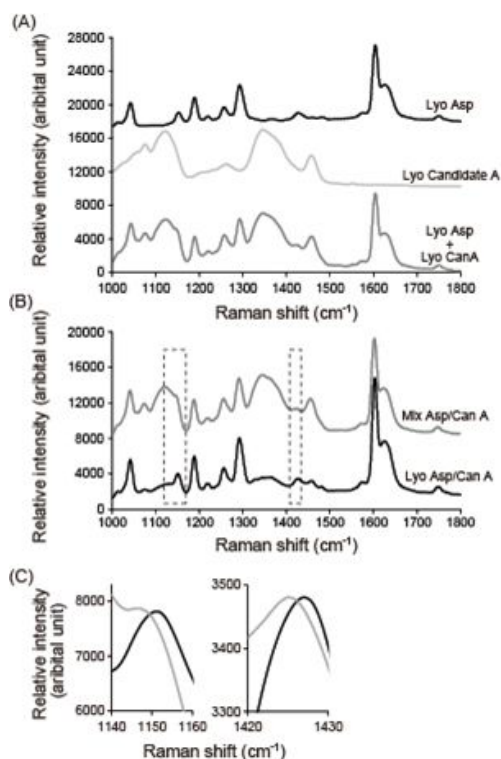 (A)
Relative intensity (aribital unit)
28000
24000
20000
16000
12000
8000
4000
0
Lyo Asp
Lyo Candidate A
Lyo Asp
+
Lyo CanA
1000 1100 1200 1300 1400 1500 1600 1700 1800
Raman shift (cm⁻¹)
(B)
Relative intensity (aribital unit)
20000
16000
12000
8000
4000
0
Mix Asp/Can A
Lyo Asp/Can A
1000 1100 1200 1300 1400 1500 1600 1700 1800
Raman shift (cm⁻¹)
(C)
Relative intensity
(aribital unit)
8000
7000
6000
1140 1150 1160
3500
3400
3300
1420 1430
Raman shift (cm⁻¹)